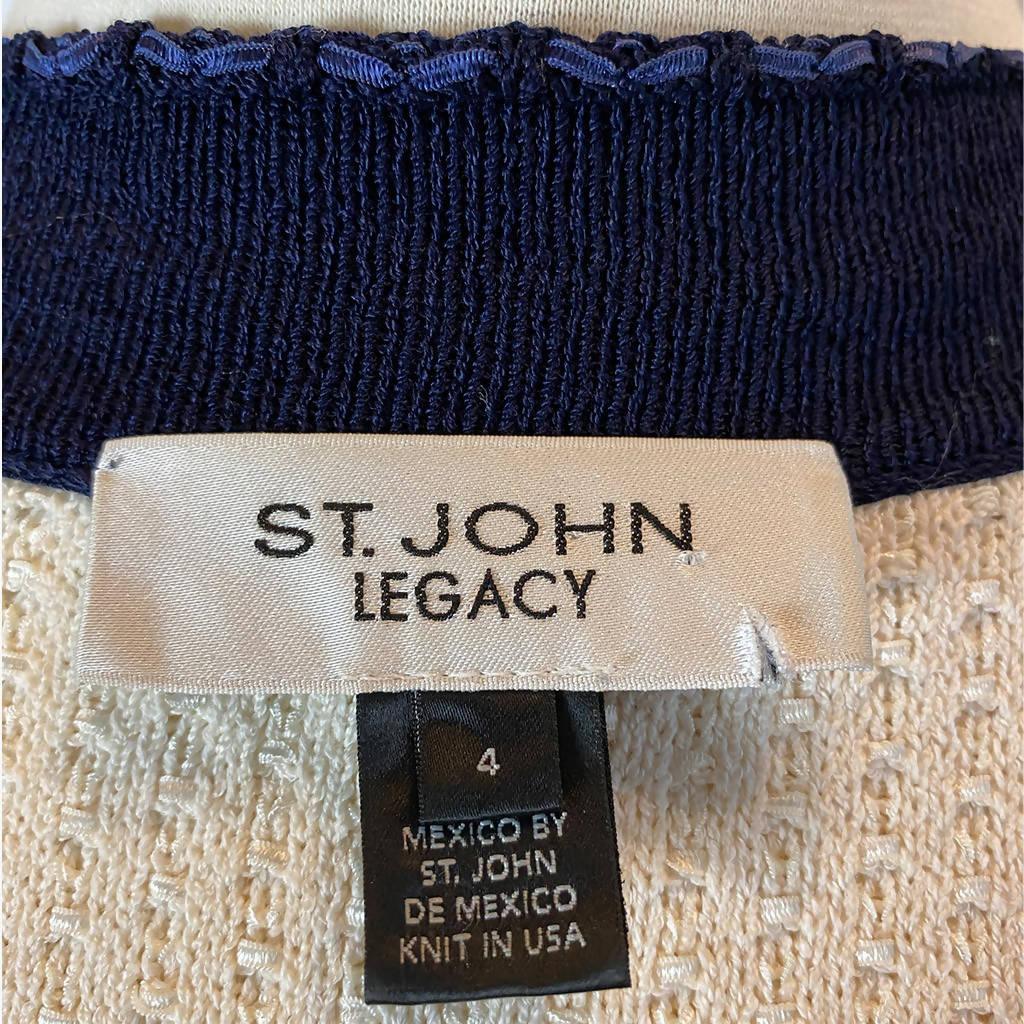 ST. JOHN
LEGACY
4
MEXICO BY
ST. JOHN
DE MEXICO
KNIT IN USA